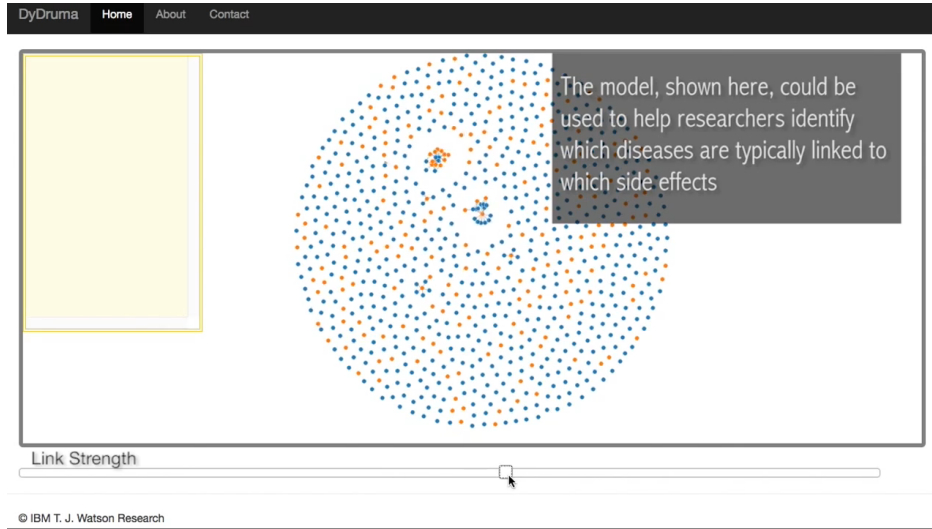 DyDruma Home About Contact
The model, shown here, could be
used to help researchers identify
which diseases are typically linked to
which side effects
Link Strength
© IBM T. J. Watson Research